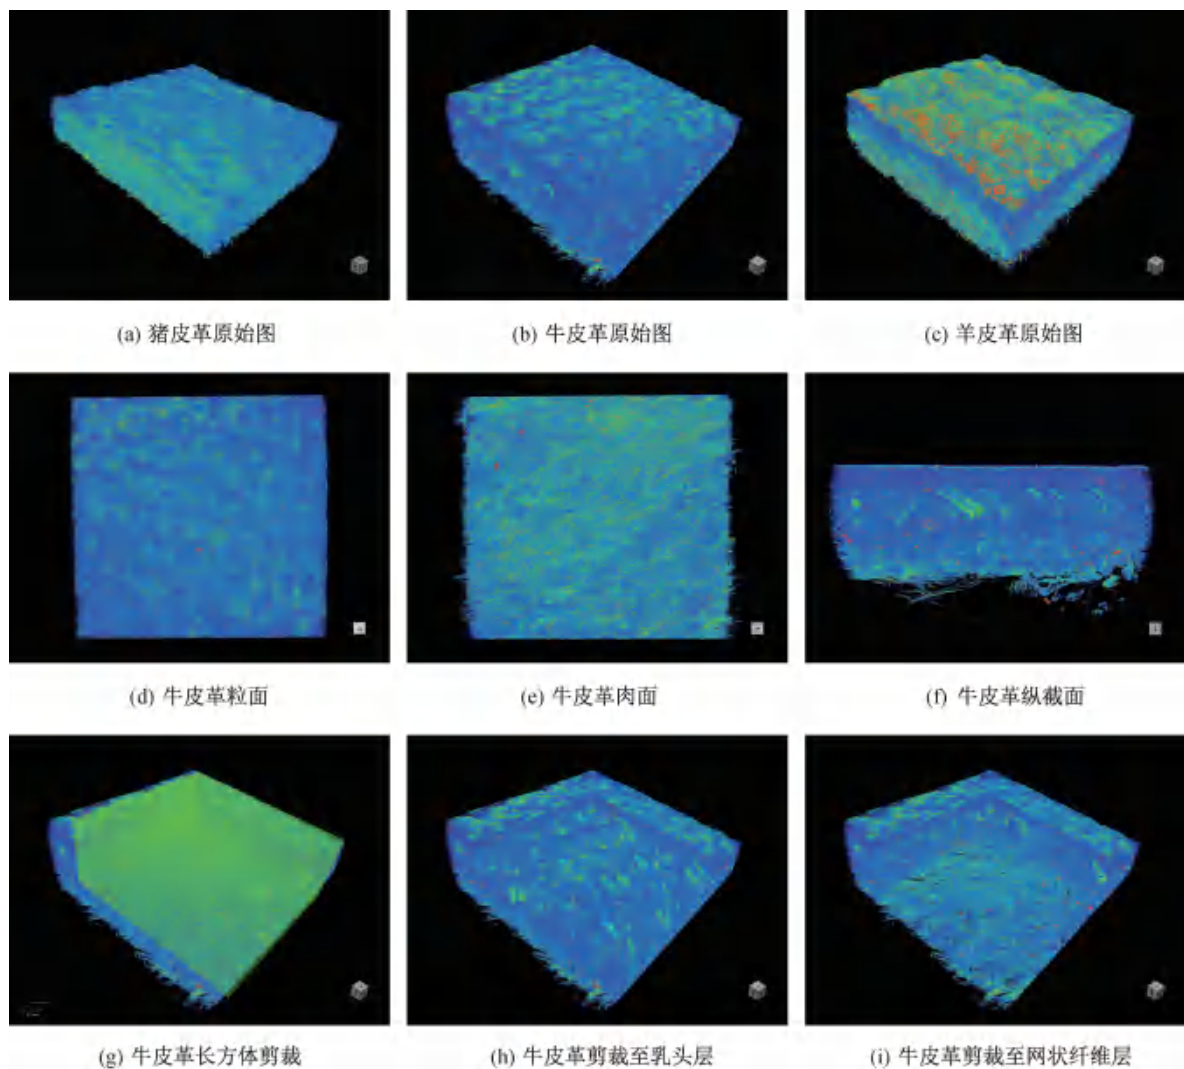 (a) 猪皮革原始图
(b) 牛皮革原始图
(c) 羊皮革原始图
(d) 牛皮革粒面
(e) 牛皮革肉面
(f) 牛皮革纵截面
(g) 牛皮革长方体剪裁
(h) 牛皮革剪裁至乳头层
(i) 牛皮革剪裁至网状纤维层